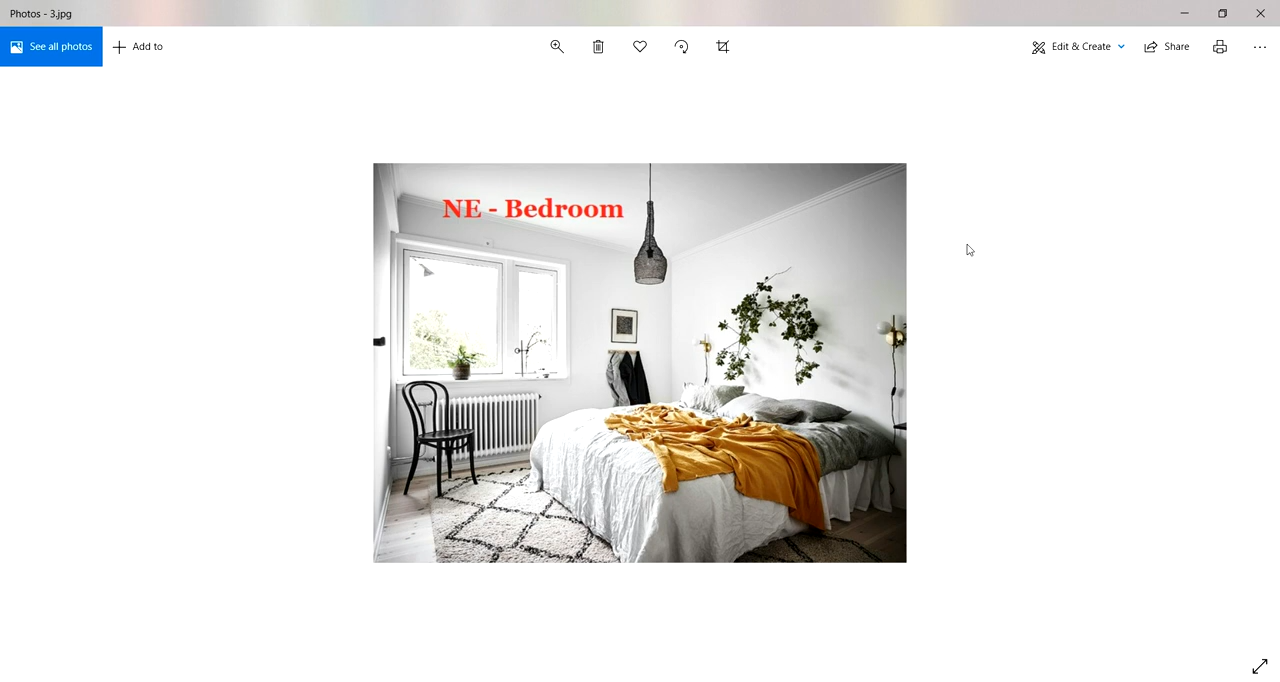 Photos - 3.jpg
See all photos
Add to
Edit & Create
Share
NE - Bedroom